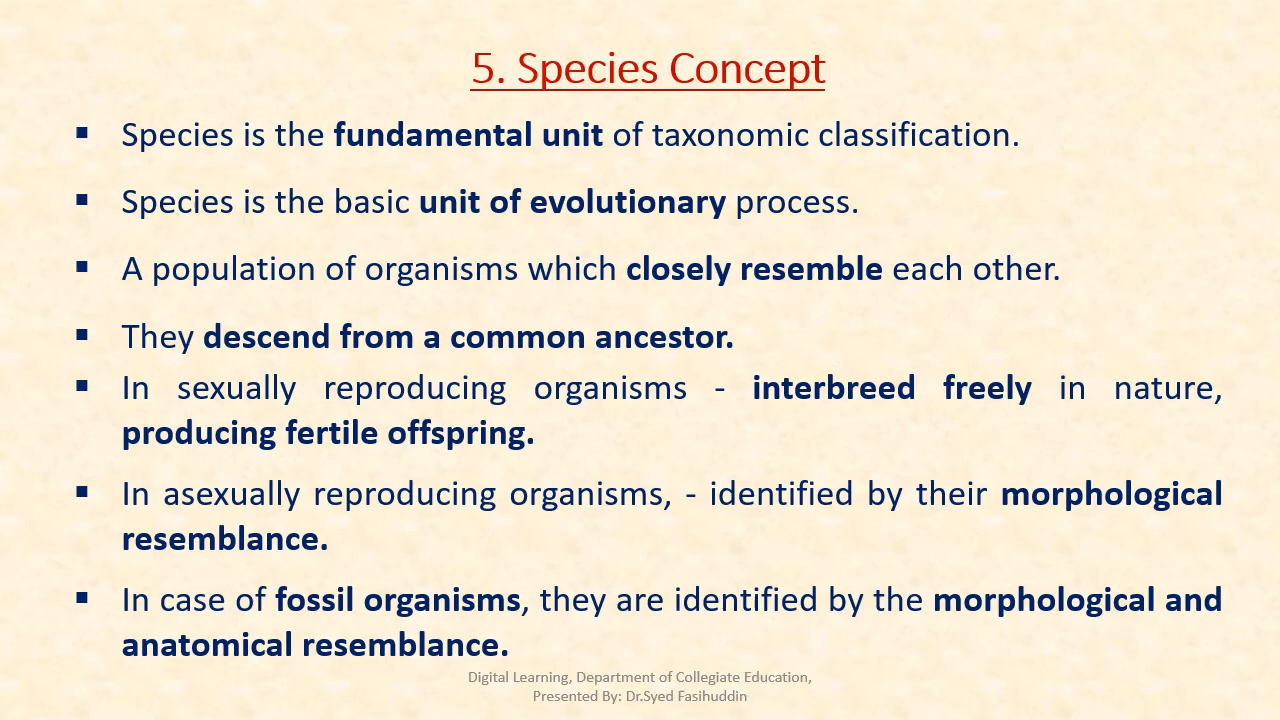 5. Species Concept
▪ Species is the fundamental unit of taxonomic classification.
▪ Species is the basic unit of evolutionary process.
▪ A population of organisms which closely resemble each other.
▪ They descend from a common ancestor.
▪ In sexually reproducing organisms - interbreed freely in nature,
producing fertile offspring.
▪ In asexually reproducing organisms, - identified by their morphological
resemblance.
▪ In case of fossil organisms, they are identified by the morphological and
anatomical resemblance.
Digital Learning, Department of Collegiate Education,
Presented By: Dr.Syed Fasihuddin